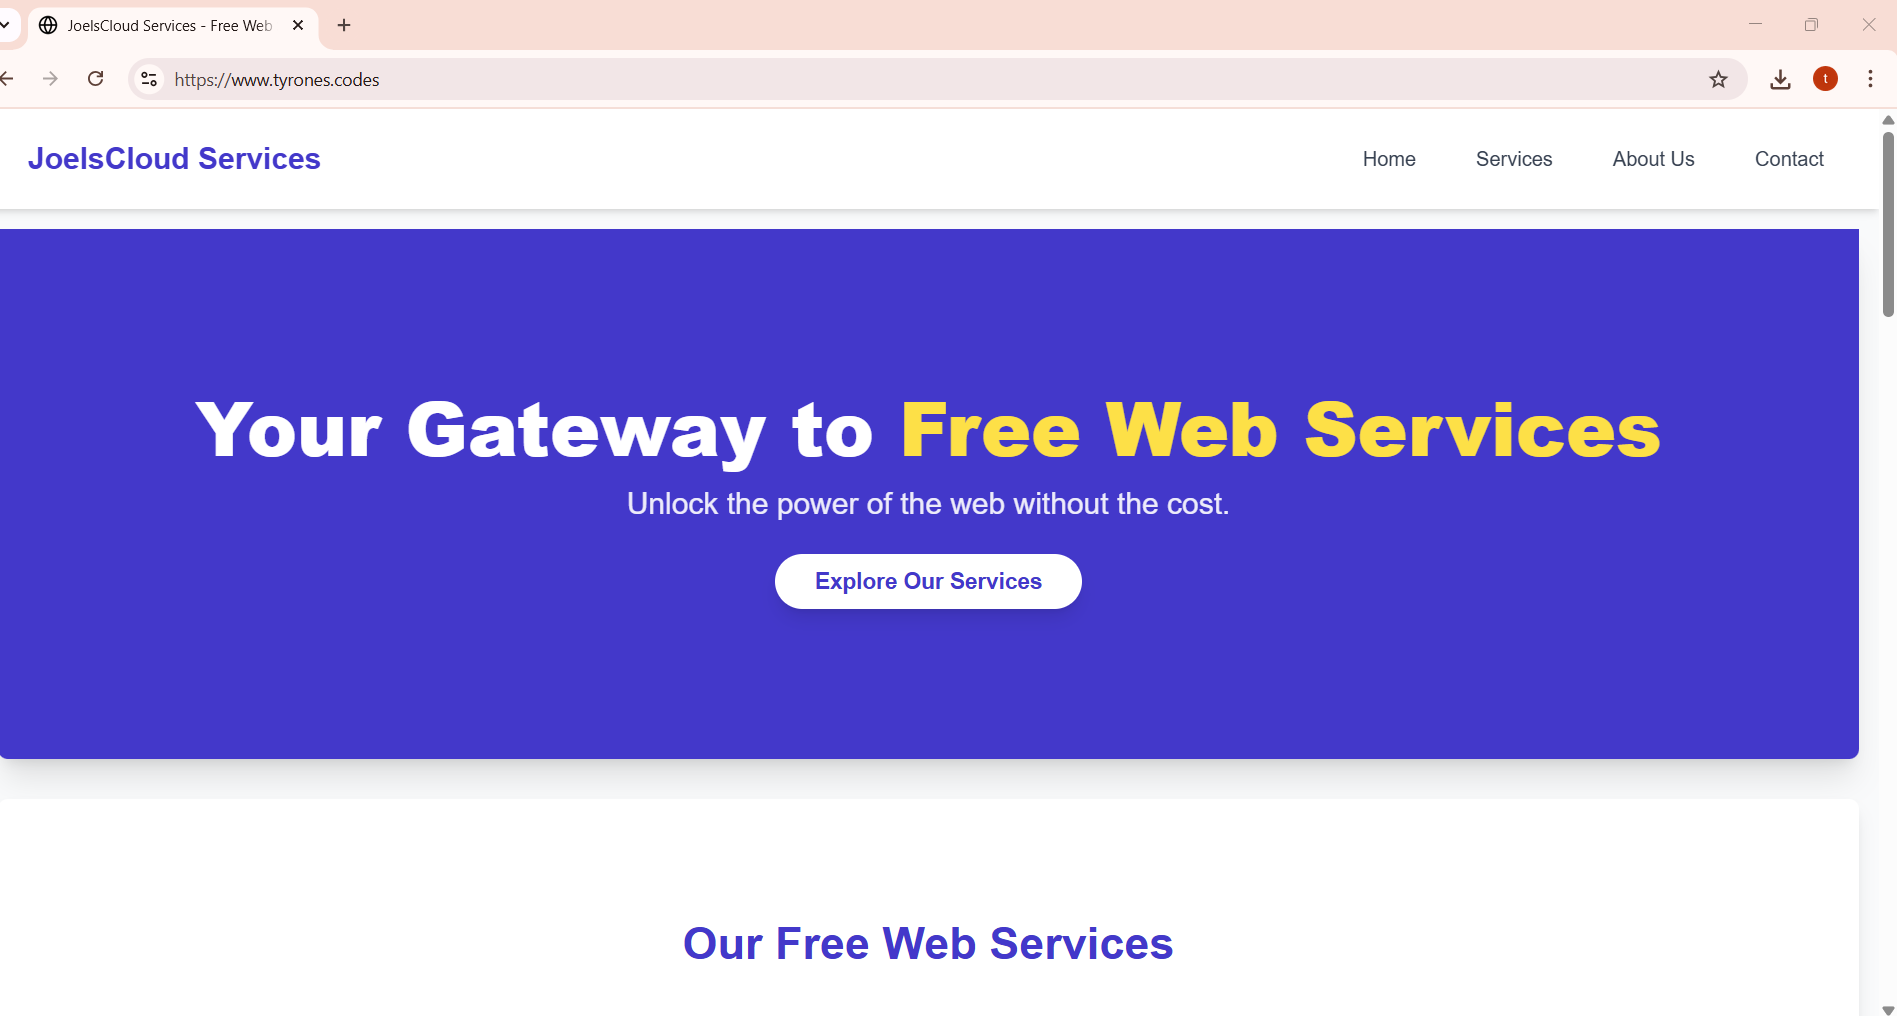 JoelsCloud Services - Free Web
https://www.tyrones.codes
t
JoelsCloud Services
Home
Services
About Us
Contact
Your Gateway to Free Web Services
Unlock the power of the web without the cost.
Explore Our Services
Our Free Web Services